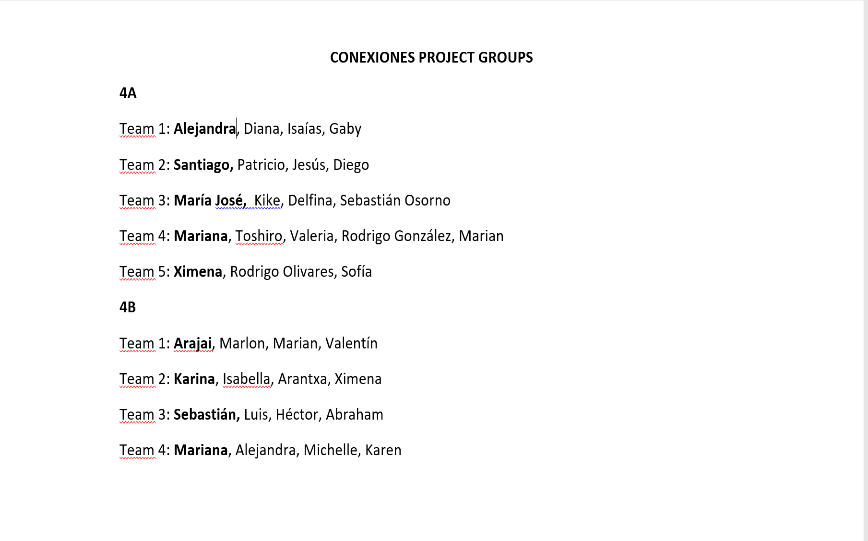 CONEXIONES PROJECT GROUPS
4A
Team 1: Alejandra, Diana, Isaías, Gaby
Team 2: Santiago, Patricio, Jesús, Diego
Team 3: María José,  Kike, Delfina, Sebastián Osorno
Team 4: Mariana, Toshiro, Valeria, Rodrigo González, Marian
Team 5: Ximena, Rodrigo Olivares, Sofía
4B
Team 1: Arajai, Marlon, Marian, Valentín
Team 2: Karina, Isabella, Arantxa, Ximena
Team 3: Sebastián, Luis, Héctor, Abraham
Team 4: Mariana, Alejandra, Michelle, Karen